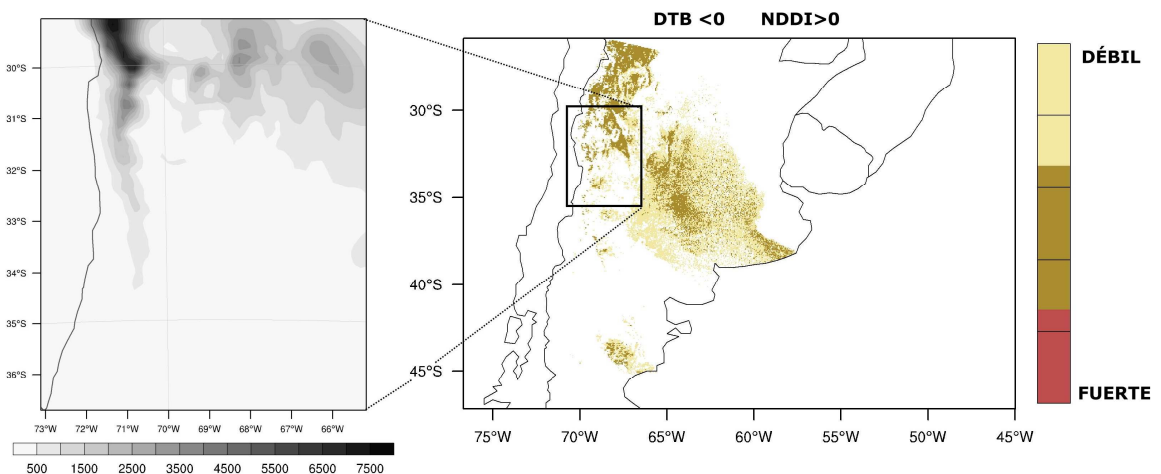 DTB <0 NDDI>0
30°S
31°S
32°S
33°S
34°S
35°S
36°S
73°W 72°W 71°W 70°W 69°W 68°W 67°W 66°W
500 1500 2500 3500 4500 5500 6500 7500
30°S
35°S
40°S
45°S
75°W 70°W 65°W 60°W 55°W 50°W 45°W
DÉBIL
FUERTE